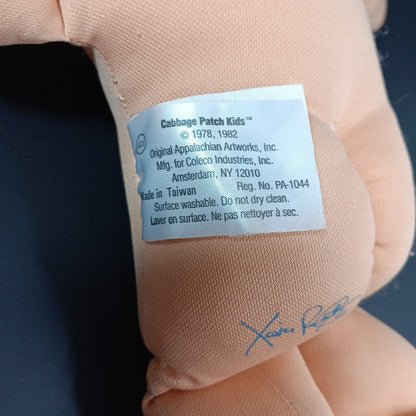 Cabbage Patch Kids™
© 1978, 1982
Original Appalachian Artworks, Inc.
Mfg. for Coleco Industries, Inc.
Amsterdam, NY 12010
Made in Taiwan Reg. No. PA-1044
Surface washable. Do not dry clean.
Laver en surface. Ne pas nettoyer à sec.
Xavier